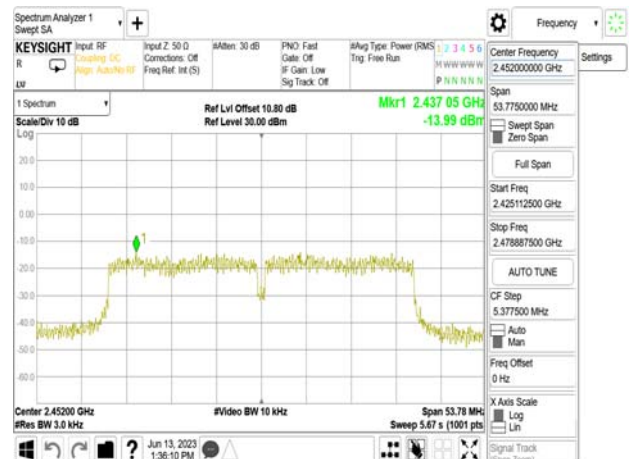 Spectrum Analyzer 1
Swept SA
Frequency
KEYSIGHT
R
Input: RF
Coupling: DC
Align: Auto/No RF
Input Z: 50 Ω
Corrections: Off
Freq Ref: Int (S)
#Atten: 30 dB
PNO: Fast
Gate: Off
IF Gain: Low
Sig Track: Off
#Avg Type: Power (RMS
Trig: Free Run
1 2 3 4 5 6
M W W W W W
P N N N N N
1 Spectrum
Scale/Div 10 dB
Log
Ref Lvl Offset 10.80 dB
Ref Level 30.00 dBm
Mkr1 2.437 05 GHz
-13.99 dBm
20.0
10.0
0.00
-10.0
-20.0
-30.0
-40.0
-50.0
-60.0
1
Center 2.45200 GHz
#Res BW 3.0 kHz
#Video BW 10 kHz
Span 53.78 MHz
Sweep 5.67 s (1001 pts)
Jun 13, 2023
1:36:10 PM
?
Center Frequency
2.452000000 GHz
Settings
Span
53.7750000 MHz
Swept Span
Zero Span
Full Span
Start Freq
2.425112500 GHz
Stop Freq
2.478887500 GHz
AUTO TUNE
CF Step
5.377500 MHz
Auto
Man
Freq Offset
0 Hz
X Axis Scale
Log
Lin
Signal Track